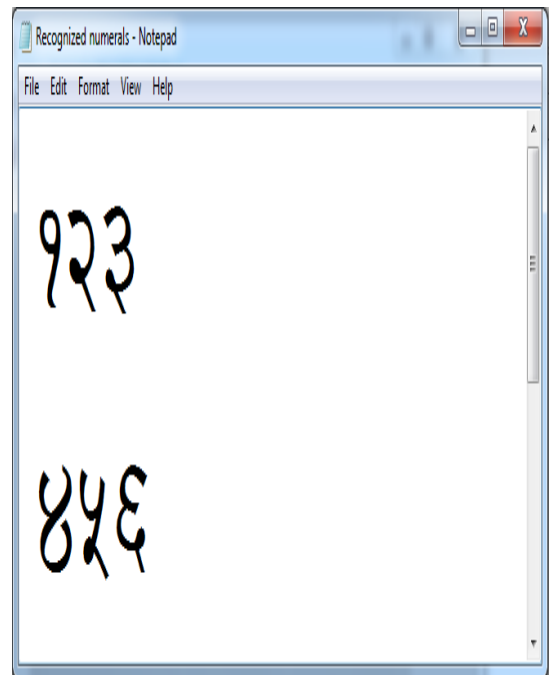 Recognized numerals - Notepad
File Edit Format View Help
१२३
४५६